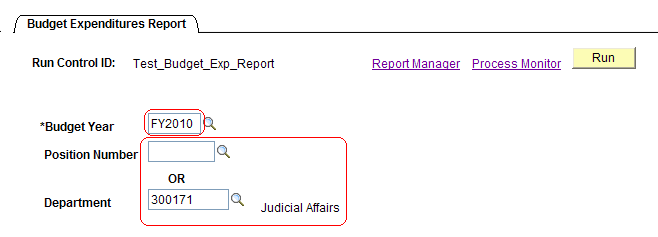 Budget Expenditures Report
Run Control ID: Test_Budget_Exp_Report Report Manager Process Monitor Run
*Budget Year FY2010
Position Number
OR
Department 300171 Judicial Affairs